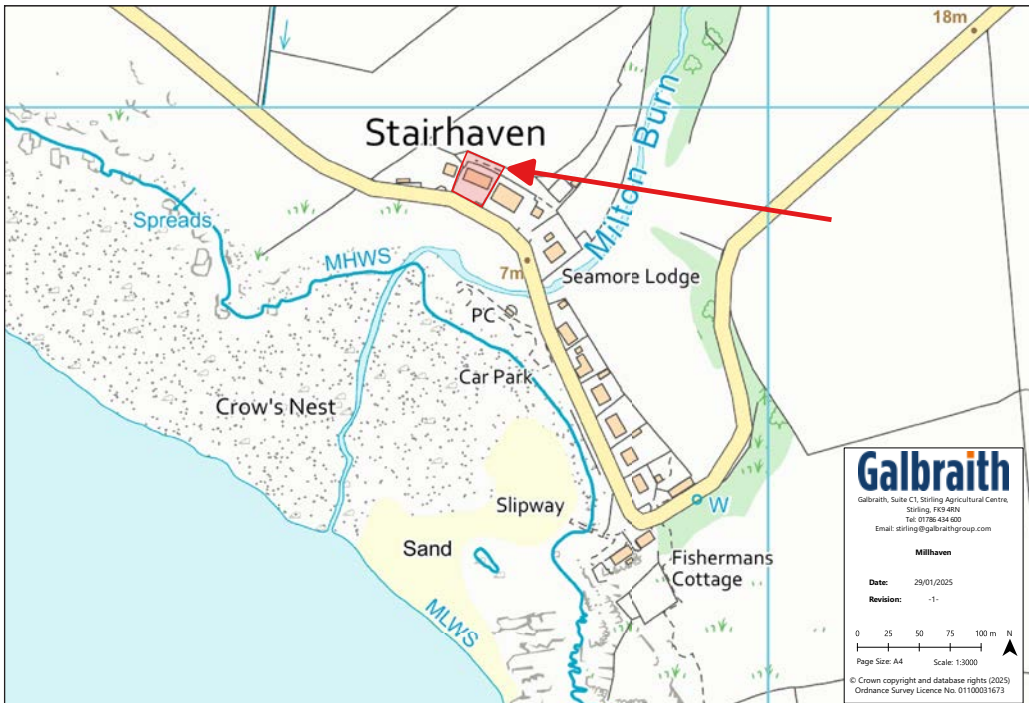 18m
Stairhaven
Milton Burn
Spreads
MHWS
7m
Seamore Lodge
PC
Car Park
Crow's Nest
Slipway
W
Sand
Fishermans
Cottage
MLWS
Galbraith
Galbraith, Suite C1, Stirling Agricultural Centre,
Stirling, FK9 4RN
Tel: 01786 434 600
Email: stirling@galbraithgroup.com
Millhaven
Date: 29/01/2025
Revision: -1-
0 25 50 75 100 m N
Page Size: A4 Scale: 1:3000
© Crown copyright and database rights (2025)
Ordnance Survey Licence No. 01100031673